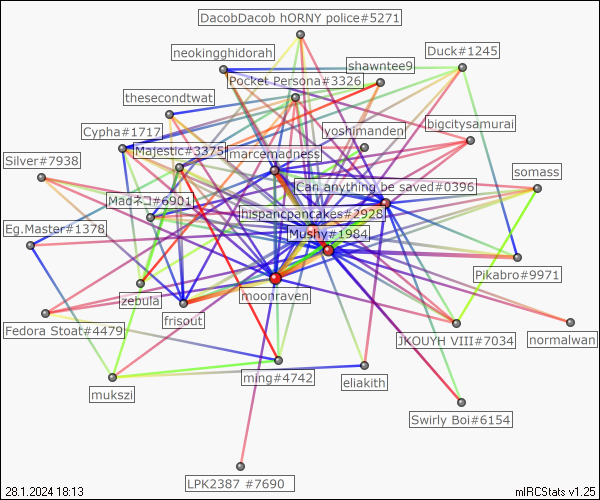 DacobDacob hORNY police#5271
neokingghidorah
Duck#1245
shawntee9
Pocket Persona#3326
thesecondtwat
bigcitysamurai
yoshimanden
Cypha#1717
Majestic#3375
marcemadness
Silver#7938
somass
Can anything be saved#0396
Madネコ#6901
hispancpancakes#2928
Eg.Master#1378
Mushy#1984
Pikabro#9971
zebula
moonraven
frisout
Fedora Stoat#4479
JKOUYH VIII#7034
normalwan
ming#4742
eliakith
mukszi
Swirly Boi#6154
LPK2387 #7690
28.1.2024 18:13
mIRCStats v1.25